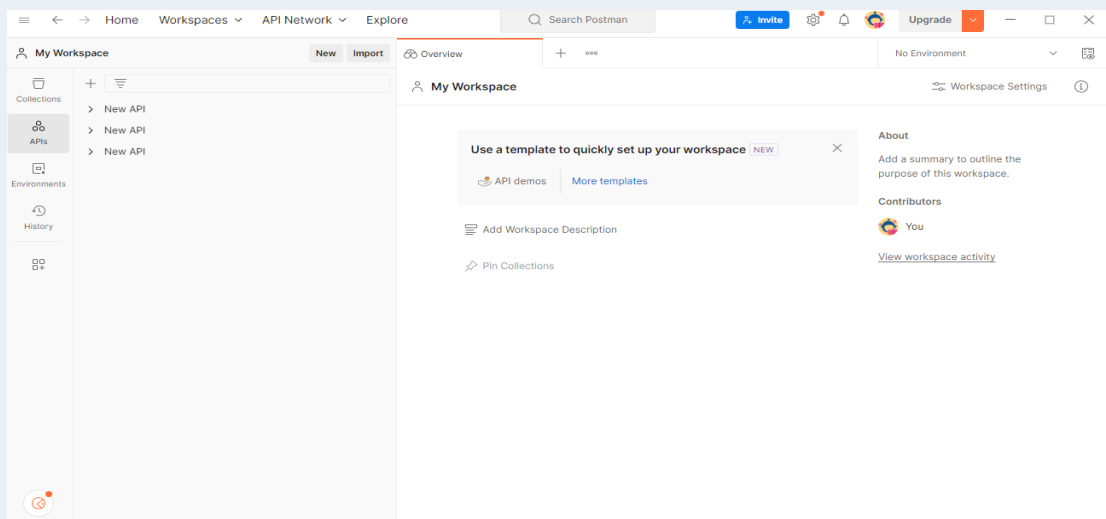 Home Workspaces API Network Explore Search Postman Invite Upgrade
My Workspace New Import Overview No Environment
Collections
APIs
Environments
History
New API
New API
New API
My Workspace Workspace Settings
Use a template to quickly set up your workspace NEW
API demos More templates
Add Workspace Description
Pin Collections
About
Add a summary to outline the
purpose of this workspace.
Contributors
You
View workspace activity